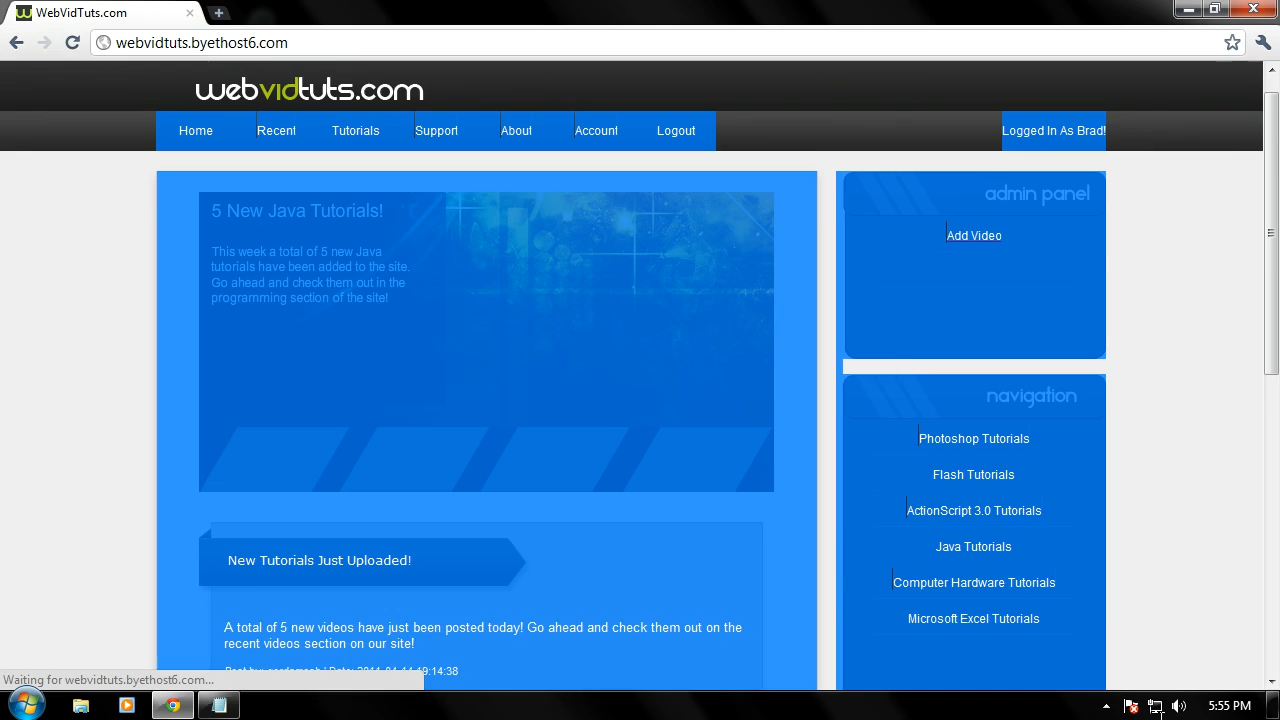 WebVidTuts.com
webvidtuts.byethost6.com
webvidtuts.com
Home Recent Tutorials Support About Account Logout Logged In As Brad!
5 New Java Tutorials!
This week a total of 5 new Java
tutorials have been added to the site.
Go ahead and check them out in the
programming section of the site!
New Tutorials Just Uploaded!
A total of 5 new videos have just been posted today! Go ahead and check them out on the
recent videos section on our site!
19:14:38
admin panel
Add Video
navigation
Photoshop Tutorials
Flash Tutorials
ActionScript 3.0 Tutorials
Java Tutorials
Computer Hardware Tutorials
Microsoft Excel Tutorials
Waiting for webvidtuts.byethost6.com...
5:55 PM